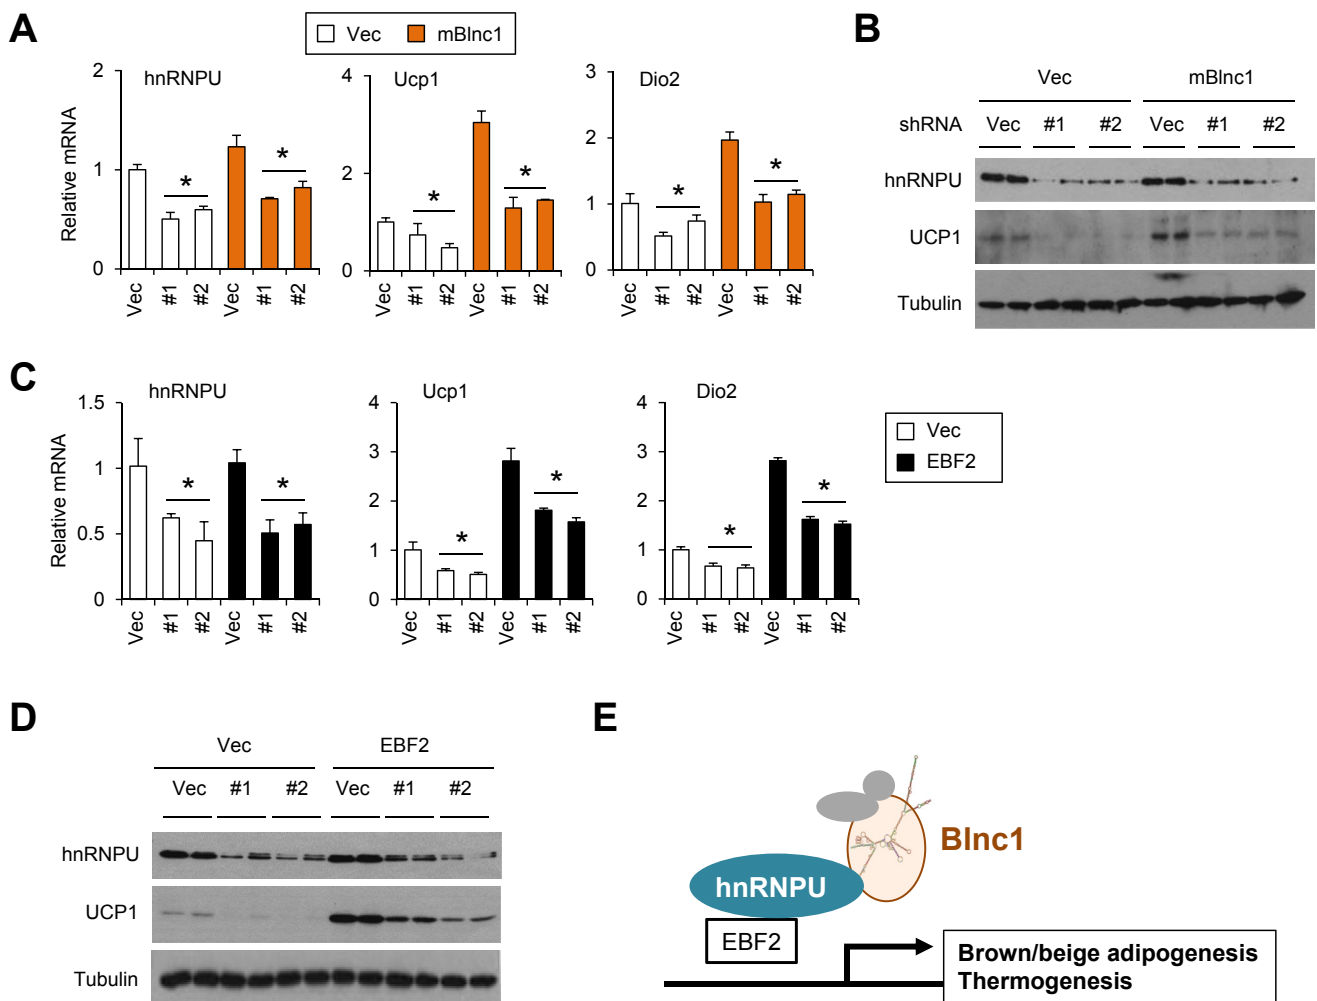 A
Vec mBlnc1
hnRNPU
Ucp1
Dio2
Relative mRNA
2
1
0
4
2
0
3
2
1
0
Vec #1 #2 Vec #1 #2
Vec #1 #2 Vec #1 #2
Vec #1 #2 Vec #1 #2
* *
* *
* *
B
Vec mBlnc1
shRNA Vec #1 #2 Vec #1 #2
hnRNPU
UCP1
Tubulin
C
hnRNPU
Ucp1
Dio2
Relative mRNA
1.5
1
0.5
0
4
3
2
1
0
4
3
2
1
0
* *
* *
* *
Vec #1 #2 Vec #1 #2
Vec #1 #2 Vec #1 #2
Vec #1 #2 Vec #1 #2
Vec
EBF2
D
Vec EBF2
Vec #1 #2 Vec #1 #2
hnRNPU
UCP1
Tubulin
E
Blnc1
hnRNPU
EBF2
Brown/beige adipogenesis
Thermogenesis